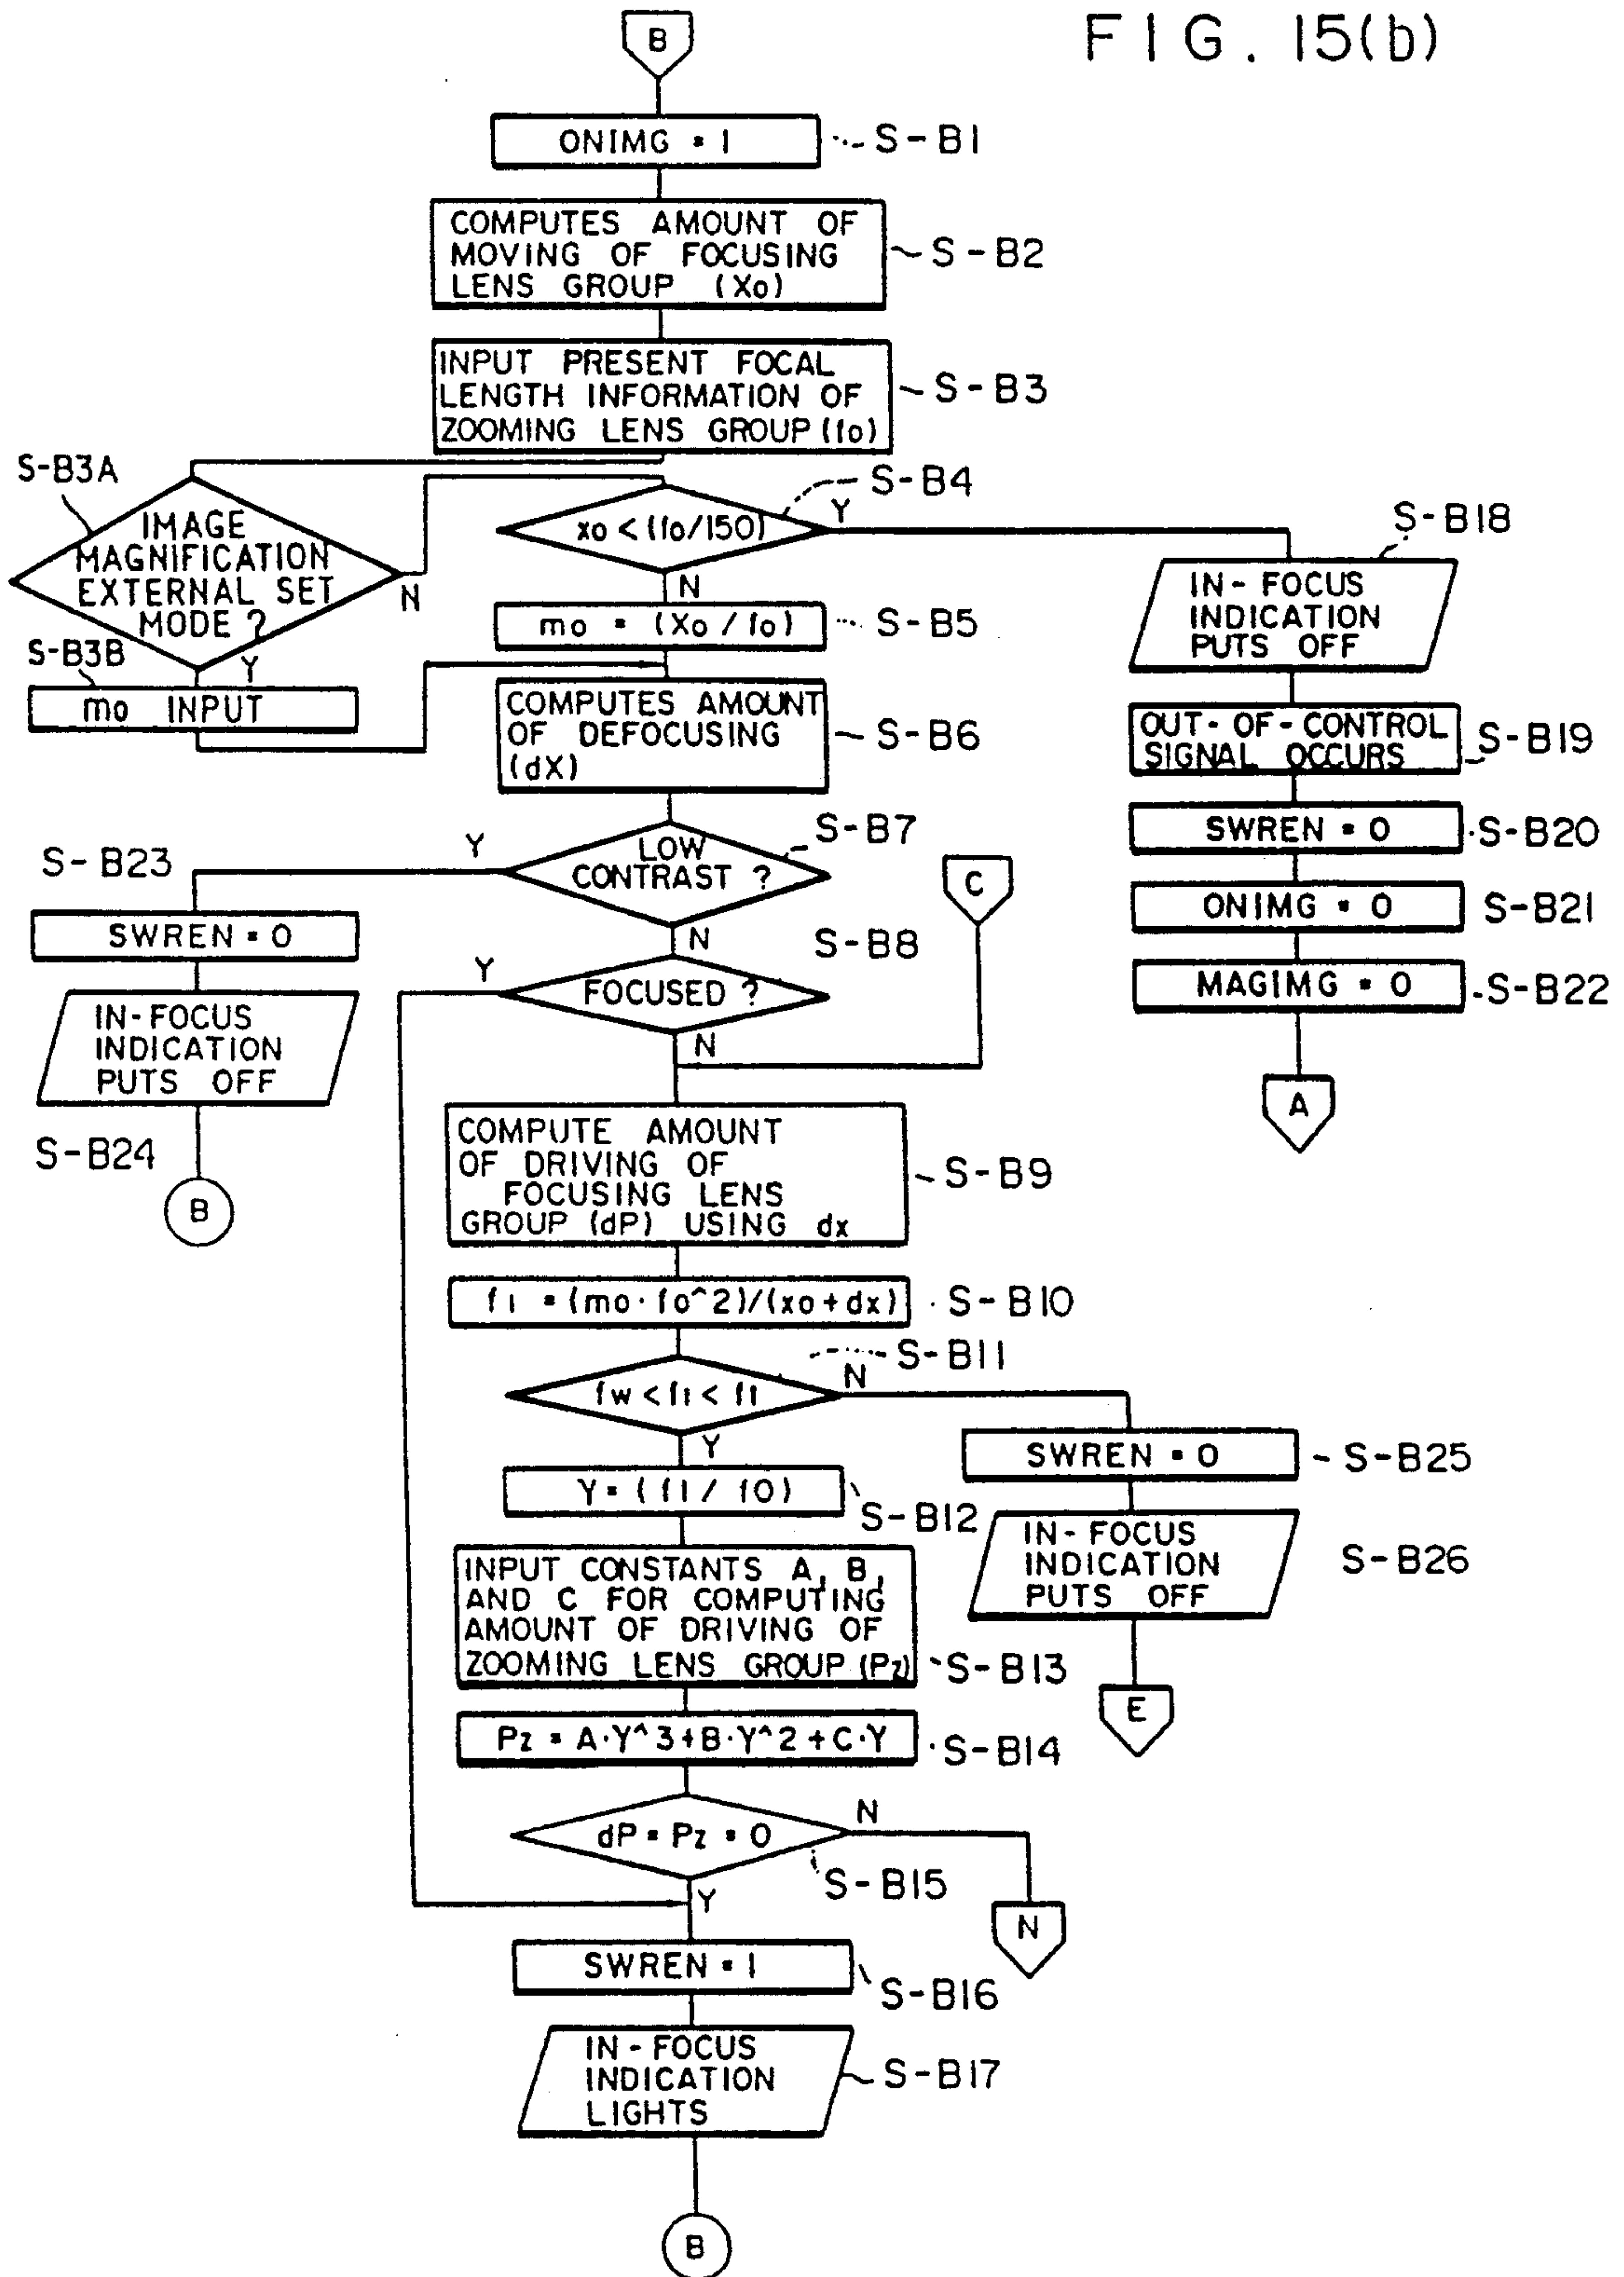 FIG. 15(b)
B
ONIMG = 1
S-B1
COMPUTES AMOUNT OF
MOVING OF FOCUSING
LENS GROUP (Xo)
S-B2
INPUT PRESENT FOCAL
LENGTH INFORMATION OF
ZOOMING LENS GROUP (fo)
S-B3
S-B3A
IMAGE
MAGNIFICATION
EXTERNAL SET
MODE ?
N
Y
S-B3B
mo INPUT
S-B4
xo < (fo/150)
Y
N
mo = (Xo / fo)
S-B5
COMPUTES AMOUNT
OF DEFOCUSING
(dX)
S-B6
S-B18
IN-FOCUS
INDICATION
PUTS OFF
OUT-OF-CONTROL
SIGNAL OCCURS
S-B19
SWREN = 0
S-B20
ONIMG = 0
S-B21
MAGIMG = 0
S-B22
A
S-B7
LOW
CONTRAST ?
Y
N
S-B23
SWREN = 0
IN-FOCUS
INDICATION
PUTS OFF
S-B24
B
S-B8
FOCUSED ?
Y
N
C
COMPUTE AMOUNT
OF DRIVING OF
FOCUSING LENS
GROUP (dP) USING dx
S-B9
f1 = (mo · fo^2)/(xo + dx)
S-B10
S-B11
fw < f1 < f1
N
Y
Y = (f1 / f0)
S-B12
SWREN = 0
S-B25
IN-FOCUS
INDICATION
PUTS OFF
S-B26
E
INPUT CONSTANTS A, B,
AND C FOR COMPUTING
AMOUNT OF DRIVING OF
ZOOMING LENS GROUP (Pz)
S-B13
Pz = A·Y^3+B·Y^2+C·Y
S-B14
dP = Pz = 0
N
S-B15
Y
N
SWREN = 1
S-B16
IN-FOCUS
INDICATION
LIGHTS
S-B17
B